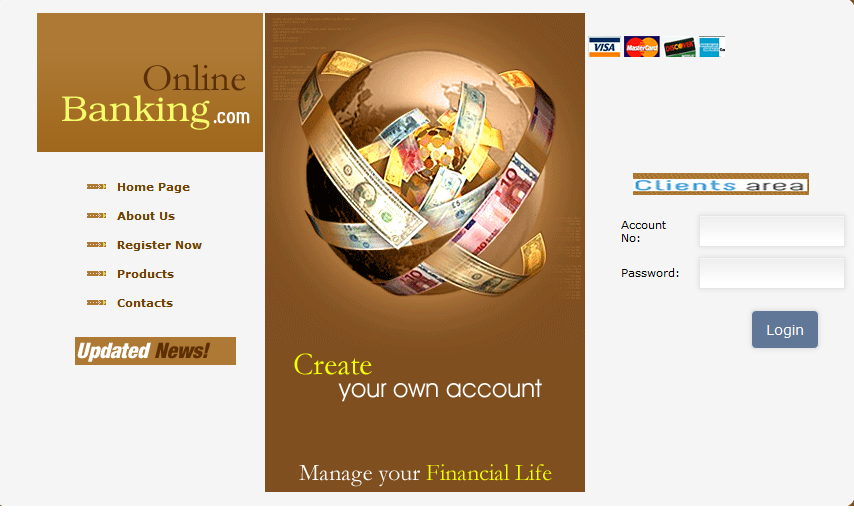 Online
Banking.com
Home Page
About Us
Register Now
Products
Contacts
Updated News!
Create
your own account
Manage your Financial Life
VISA MasterCard DISCOVER
Clients area
Account
No:
Password:
Login